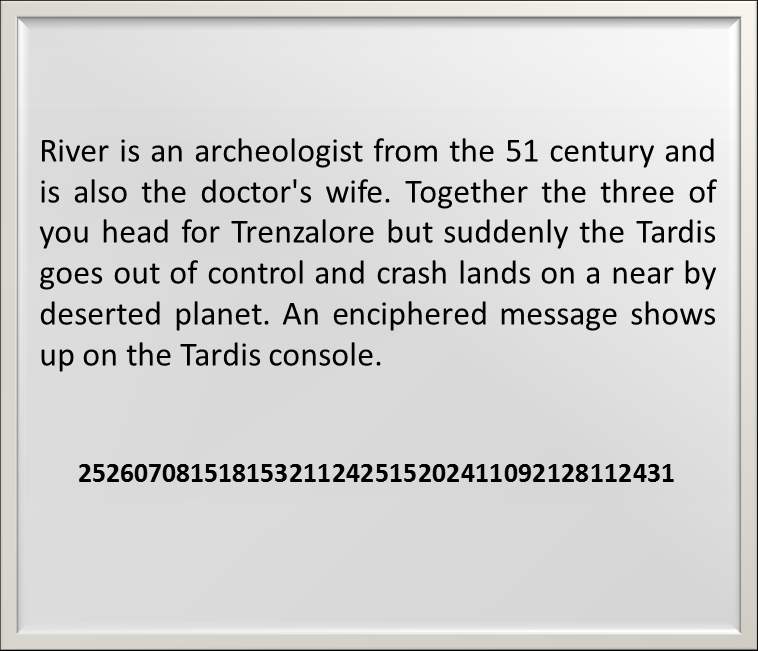 River is an archeologist from the 51 century and
is also the doctor's wife. Together the three of
you head for Trenzalore but suddenly the Tardis
goes out of control and crash lands on a near by
deserted planet. An enciphered message shows
up on the Tardis console.
252607081518153211242515202411092128112431